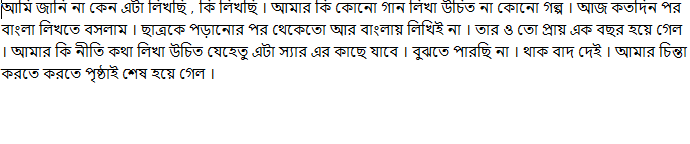 আমি জানি না কেন এটা লিখছি , কি লিখছি । আমার কি কোনো গান লিখা উচিত না কোনো গল্প । আজ কতদিন পর
বাংলা লিখতে বসলাম । ছাত্রকে পড়ানোর পর থেকেতো আর বাংলায় লিখিই না । তার ও তো প্রায় এক বছর হয়ে গেল
। আমার কি নীতি কথা লিখা উচিত যেহেতু এটা স্যার এর কাছে যাবে । বুঝতে পারছি না । থাক বাদ দেই । আমার চিন্তা
করতে করতে পৃষ্ঠাই শেষ হয়ে গেল ।